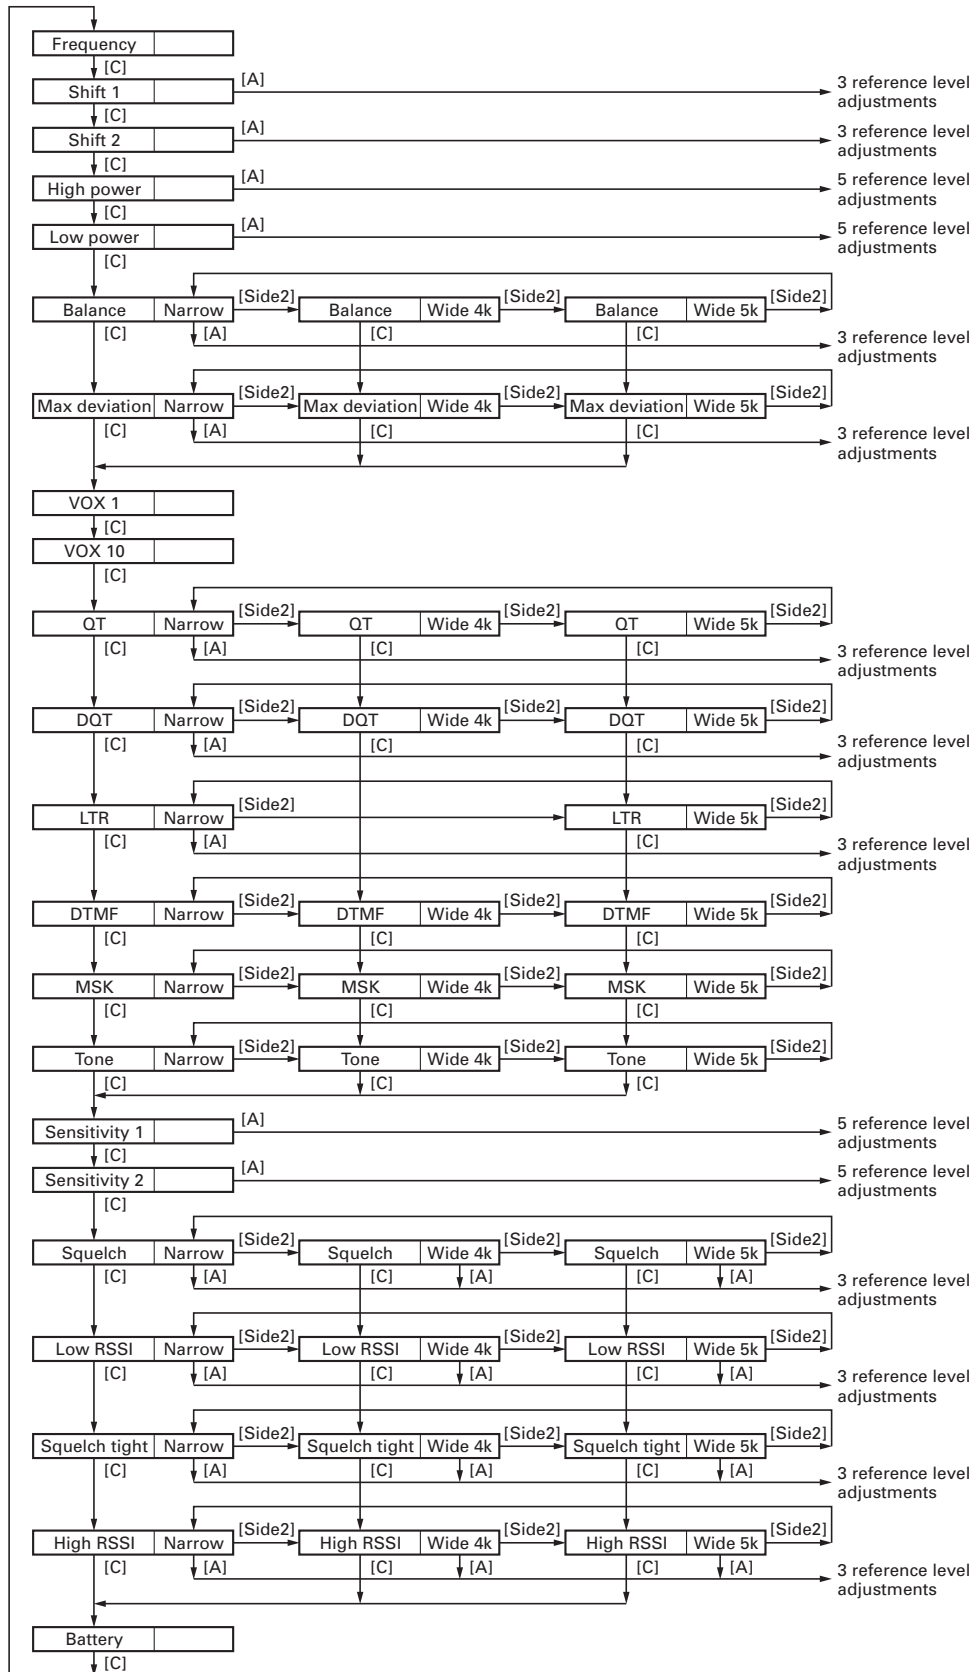 Frequency
[C]
Shift 1
[A]
3 reference level
adjustments
[C]
Shift 2
[A]
3 reference level
adjustments
[C]
High power
[A]
5 reference level
adjustments
[C]
Low power
[A]
5 reference level
adjustments
[C]
Balance Narrow [Side2] Balance Wide 4k [Side2] Balance Wide 5k [Side2]
[C] [A] [C] [C]
3 reference level
adjustments
Max deviation Narrow [Side2] Max deviation Wide 4k [Side2] Max deviation Wide 5k [Side2]
[C] [A] [C] [C]
3 reference level
adjustments
VOX 1
[C]
VOX 10
[C]
QT Narrow [Side2] QT Wide 4k [Side2] QT Wide 5k [Side2]
[C] [A] [C] [C]
3 reference level
adjustments
DQT Narrow [Side2] DQT Wide 4k [Side2] DQT Wide 5k [Side2]
[C] [A] [C] [C]
3 reference level
adjustments
LTR Narrow [Side2] LTR Wide 5k [Side2]
[C] [A] [C]
3 reference level
adjustments
DTMF Narrow [Side2] DTMF Wide 4k [Side2] DTMF Wide 5k [Side2]
[C] [C] [C]
MSK Narrow [Side2] MSK Wide 4k [Side2] MSK Wide 5k [Side2]
[C] [C] [C]
Tone Narrow [Side2] Tone Wide 4k [Side2] Tone Wide 5k [Side2]
[C] [C] [C]
Sensitivity 1
[A]
5 reference level
adjustments
[C]
Sensitivity 2
[A]
5 reference level
adjustments
[C]
Squelch Narrow [Side2] Squelch Wide 4k [Side2] Squelch Wide 5k [Side2]
[C] [A] [C] [A] [C] [A]
3 reference level
adjustments
Low RSSI Narrow [Side2] Low RSSI Wide 4k [Side2] Low RSSI Wide 5k [Side2]
[C] [A] [C] [A] [C] [A]
3 reference level
adjustments
Squelch tight Narrow [Side2] Squelch tight Wide 4k [Side2] Squelch tight Wide 5k [Side2]
[C] [A] [C] [A] [C] [A]
3 reference level
adjustments
High RSSI Narrow [Side2] High RSSI Wide 4k [Side2] High RSSI Wide 5k [Side2]
[C] [A] [C] [A] [C] [A]
3 reference level
adjustments
Battery
[C]